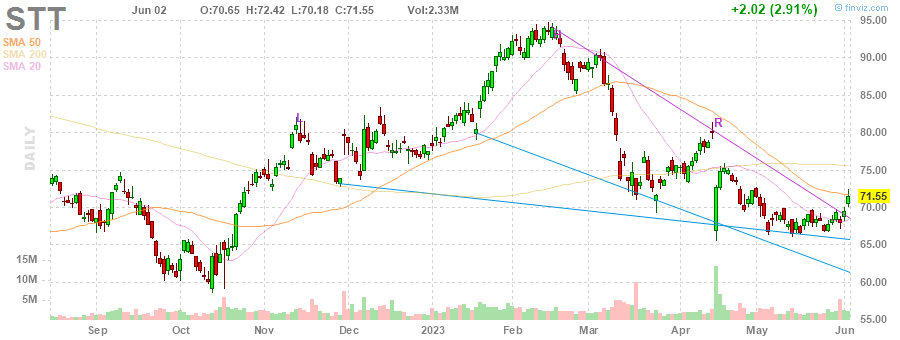 STT Jun 02 O:70.65 H:72.42 L:70.18 C:71.55 Vol:2.33M +2.02 (2.91%) finviz.com
SMA 50
SMA 200
SMA 20
DAILY
95.00
90.00
85.00
80.00
75.00
71.55
70.00
65.00
60.00
55.00
15M
10M
5M
R
Sep Oct Nov Dec 2023 Feb Mar Apr May Jun